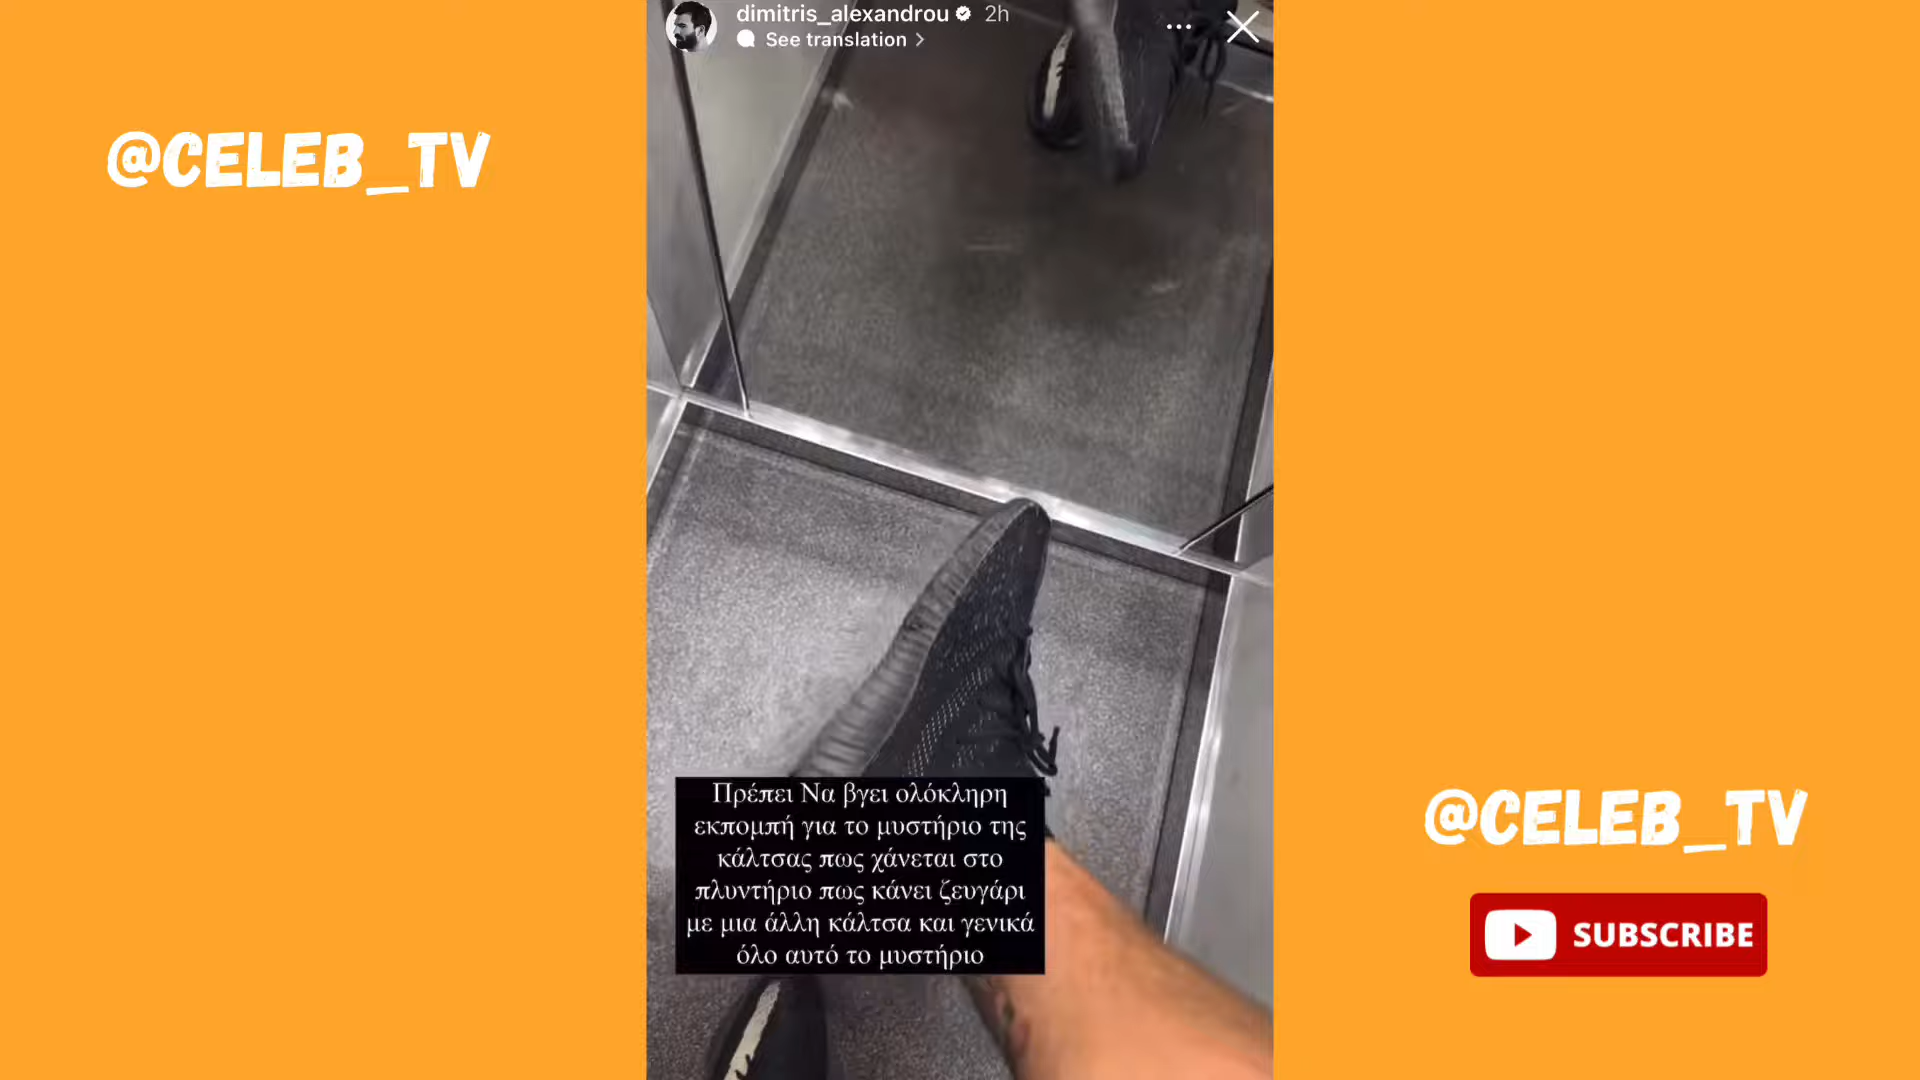 @CELEB_TV
dimitris_alexandrou 2h
See translation
Πρέπει Να βγει ολόκληρη
εκπομπή για το μυστήριο της
κάλτσας πως χάνεται στο
πλυντήριο πως κάνει ζευγάρι
με μια άλλη κάλτσα και γενικά
όλο αυτό το μυστήριο
@CELEB_TV
SUBSCRIBE